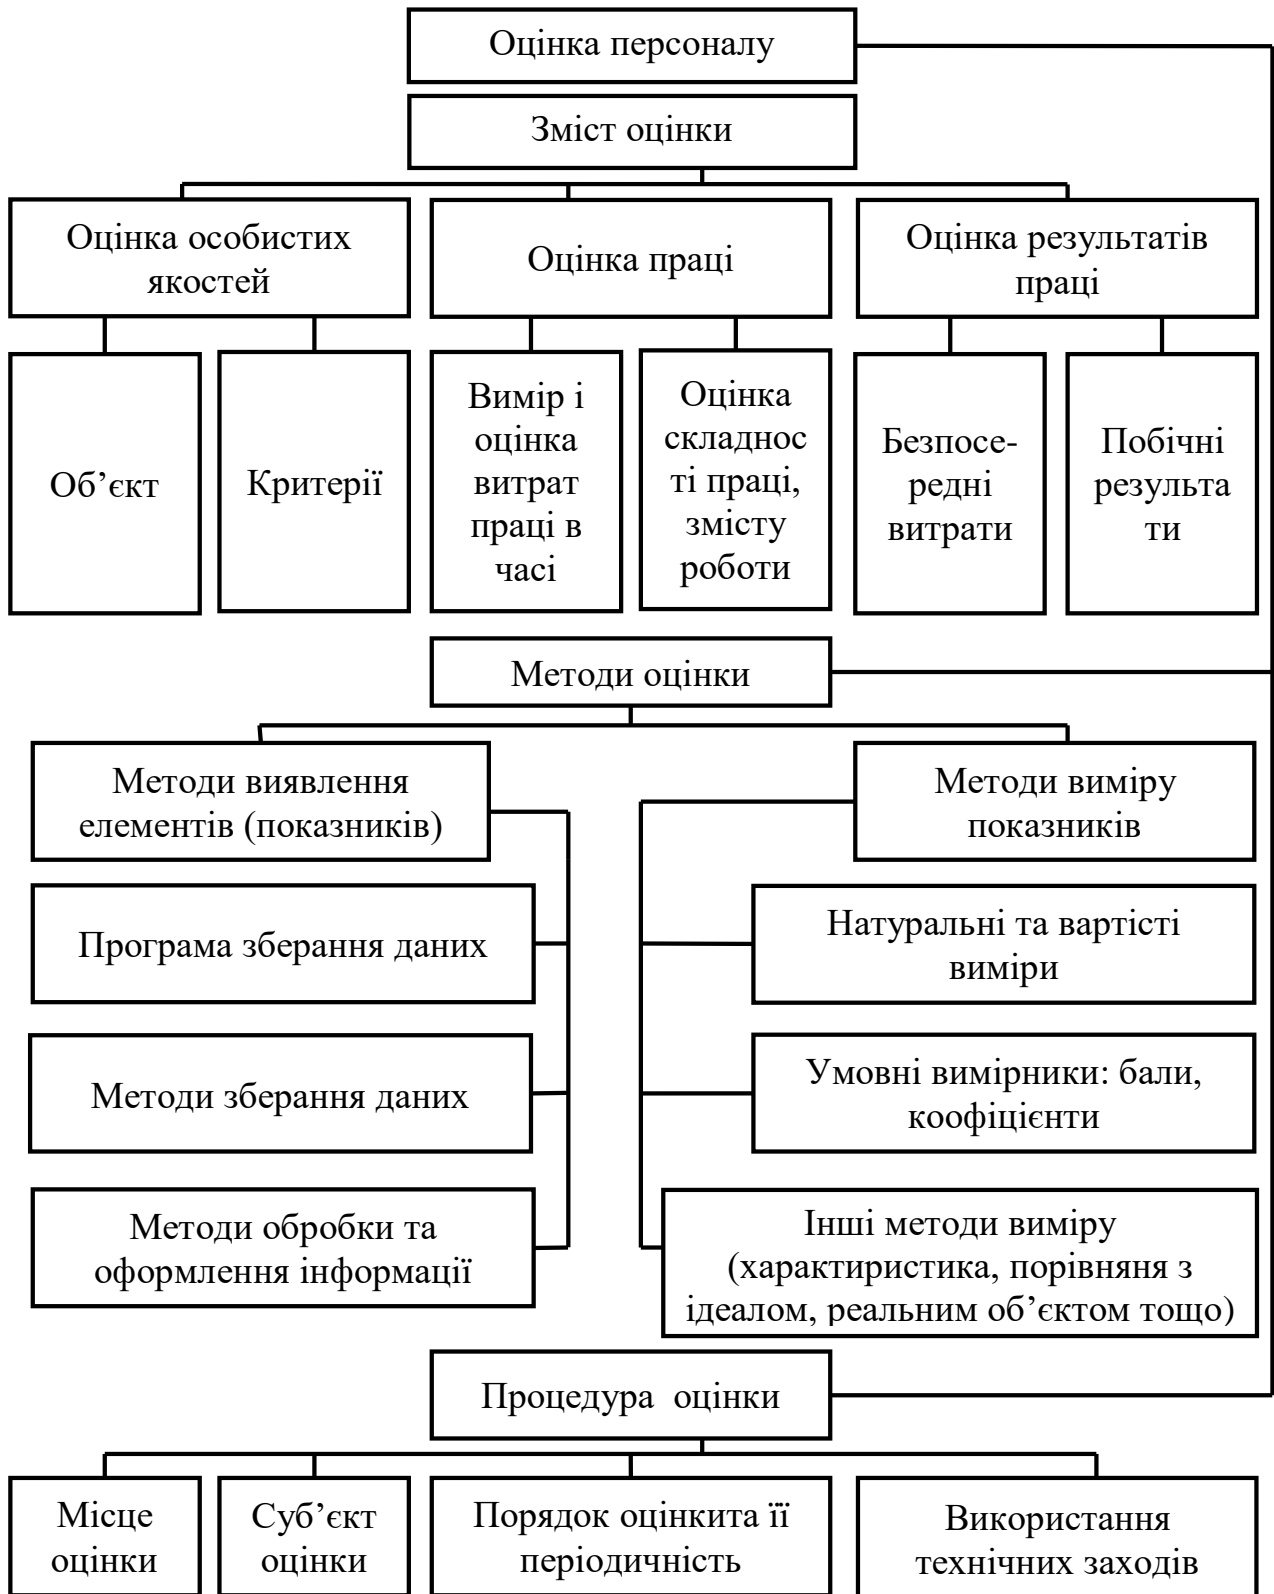 Оцінка персоналу
Зміст оцінки
Оцінка особистих
якостей
Оцінка праці
Оцінка результатів
праці
Об’єкт
Критерії
Вимір і
оцінка
витрат
праці в
часі
Оцінка
складнос
ті праці,
змісту
роботи
Безпосе-
редні
витрати
Побічні
результа
ти
Методи оцінки
Методи виявлення
елементів (показників)
Методи виміру
показників
Програма зберання даних
Натуральні та вартісті
виміри
Методи зберання даних
Умовні вимірники: бали,
коофіцієнти
Методи обробки та
оформлення інформації
Інші методи виміру
(характиристика, порівняня з
ідеалом, реальним об’єктом тощо)
Процедура  оцінки
Місце
оцінки
Суб’єкт
оцінки
Порядок оцінкита її
періодичність
Використання
технічних заходів